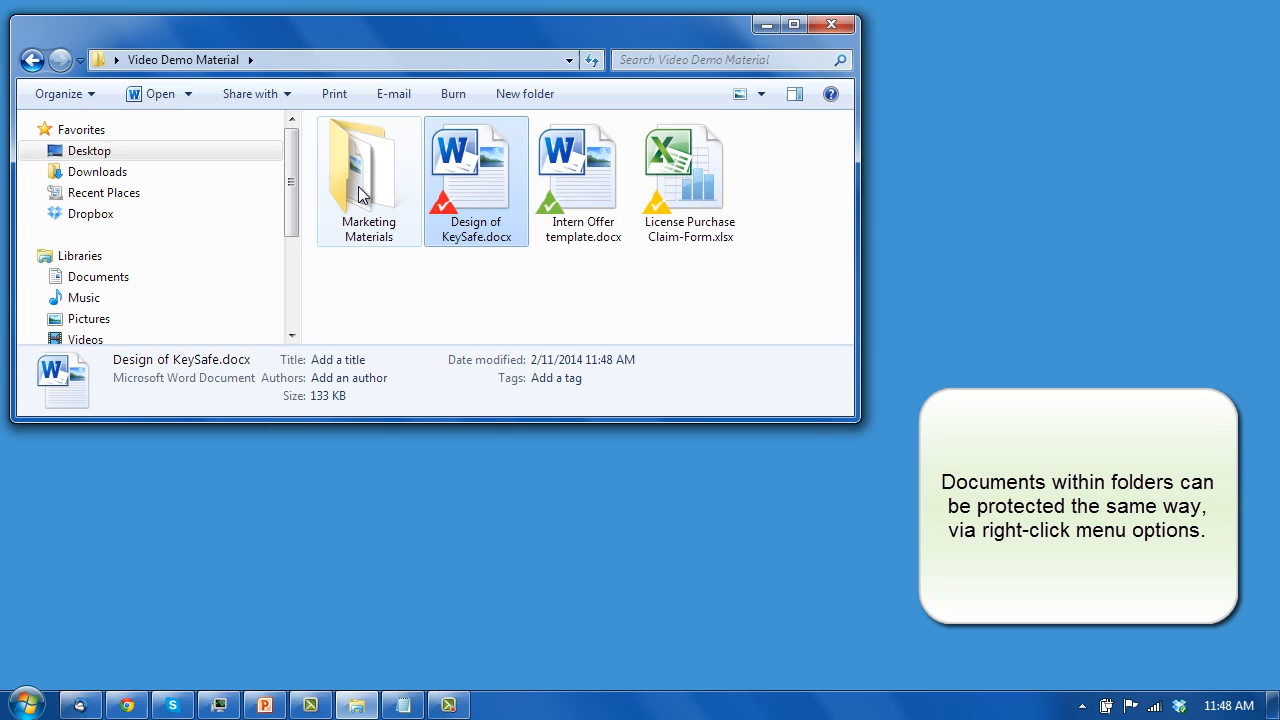 Video Demo Material
Search Video Demo Material
Organize
Open
Share with
Print
E-mail
Burn
New folder
Favorites
Desktop
Downloads
Recent Places
Dropbox
Libraries
Documents
Music
Pictures
Videos
Marketing
Materials
Design of
KeySafe.docx
Intern Offer
template.docx
License Purchase
Claim-Form.xlsx
Design of KeySafe.docx
Microsoft Word Document
Title: Add a title
Authors: Add an author
Size: 133 KB
Date modified: 2/11/2014 11:48 AM
Tags: Add a tag
Documents within folders can
be protected the same way,
via right-click menu options.
11:48 AM